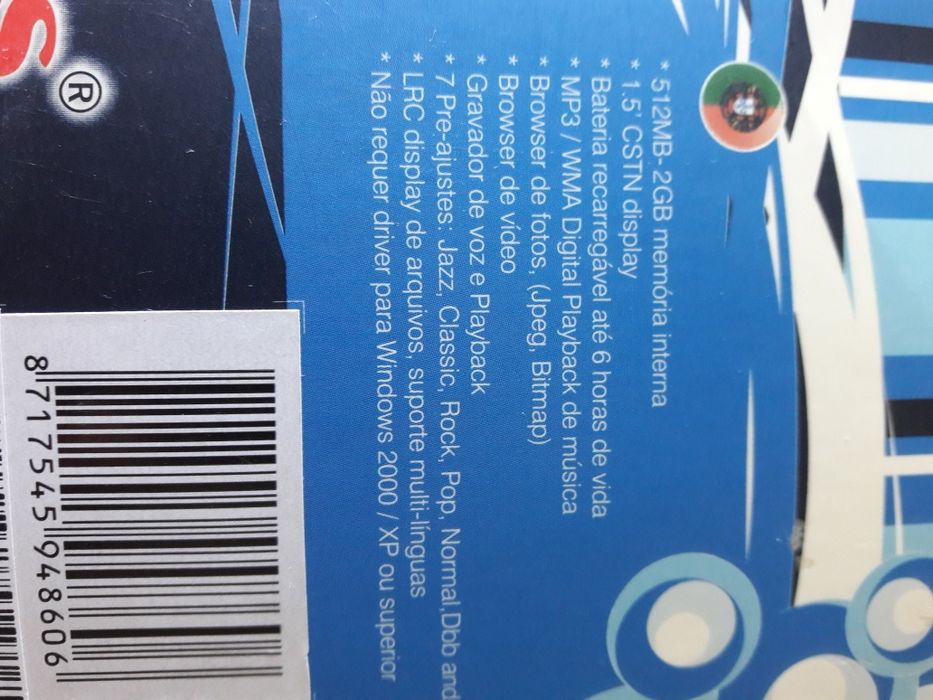 S®
* 512MB- 2GB memória interna
* 1.5' CSTN display
* Bateria recarregável até 6 horas de vida
* MP3 / WMA Digital Playback de música
* Browser de fotos, (Jpeg, Bitmap)
* Browser de vídeo
* Gravador de voz e Playback
* 7 Pre-ajustes: Jazz, Classic, Rock, Pop, Normal,Dbb and
* LRC display de arquivos, suporte multi-línguas
* Não requer driver para Windows 2000 / XP ou superior
8 717545 948606